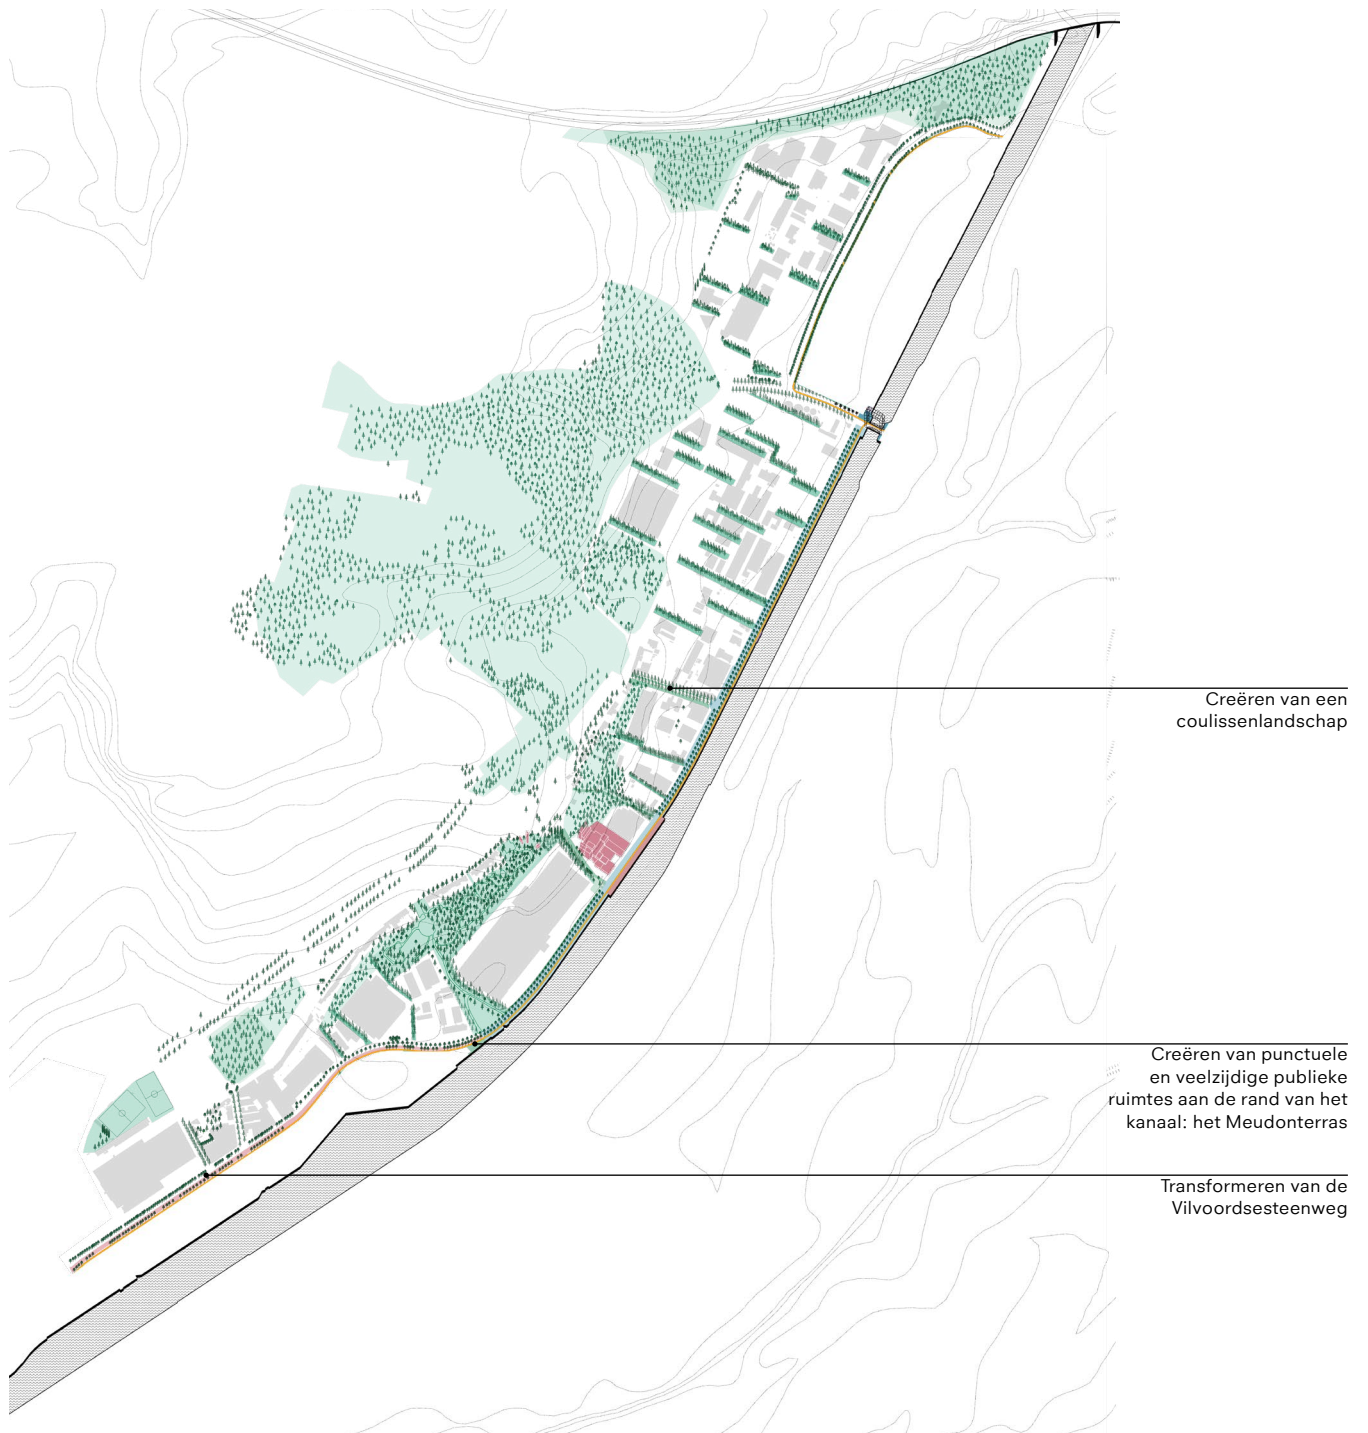 Creëren van een
coulissenlandschap
Creëren van punctuele
en veelzijdige publieke
ruimtes aan de rand van het
kanaal: het Meudonterras
Transformeren van de
Vilvoordsesteenweg